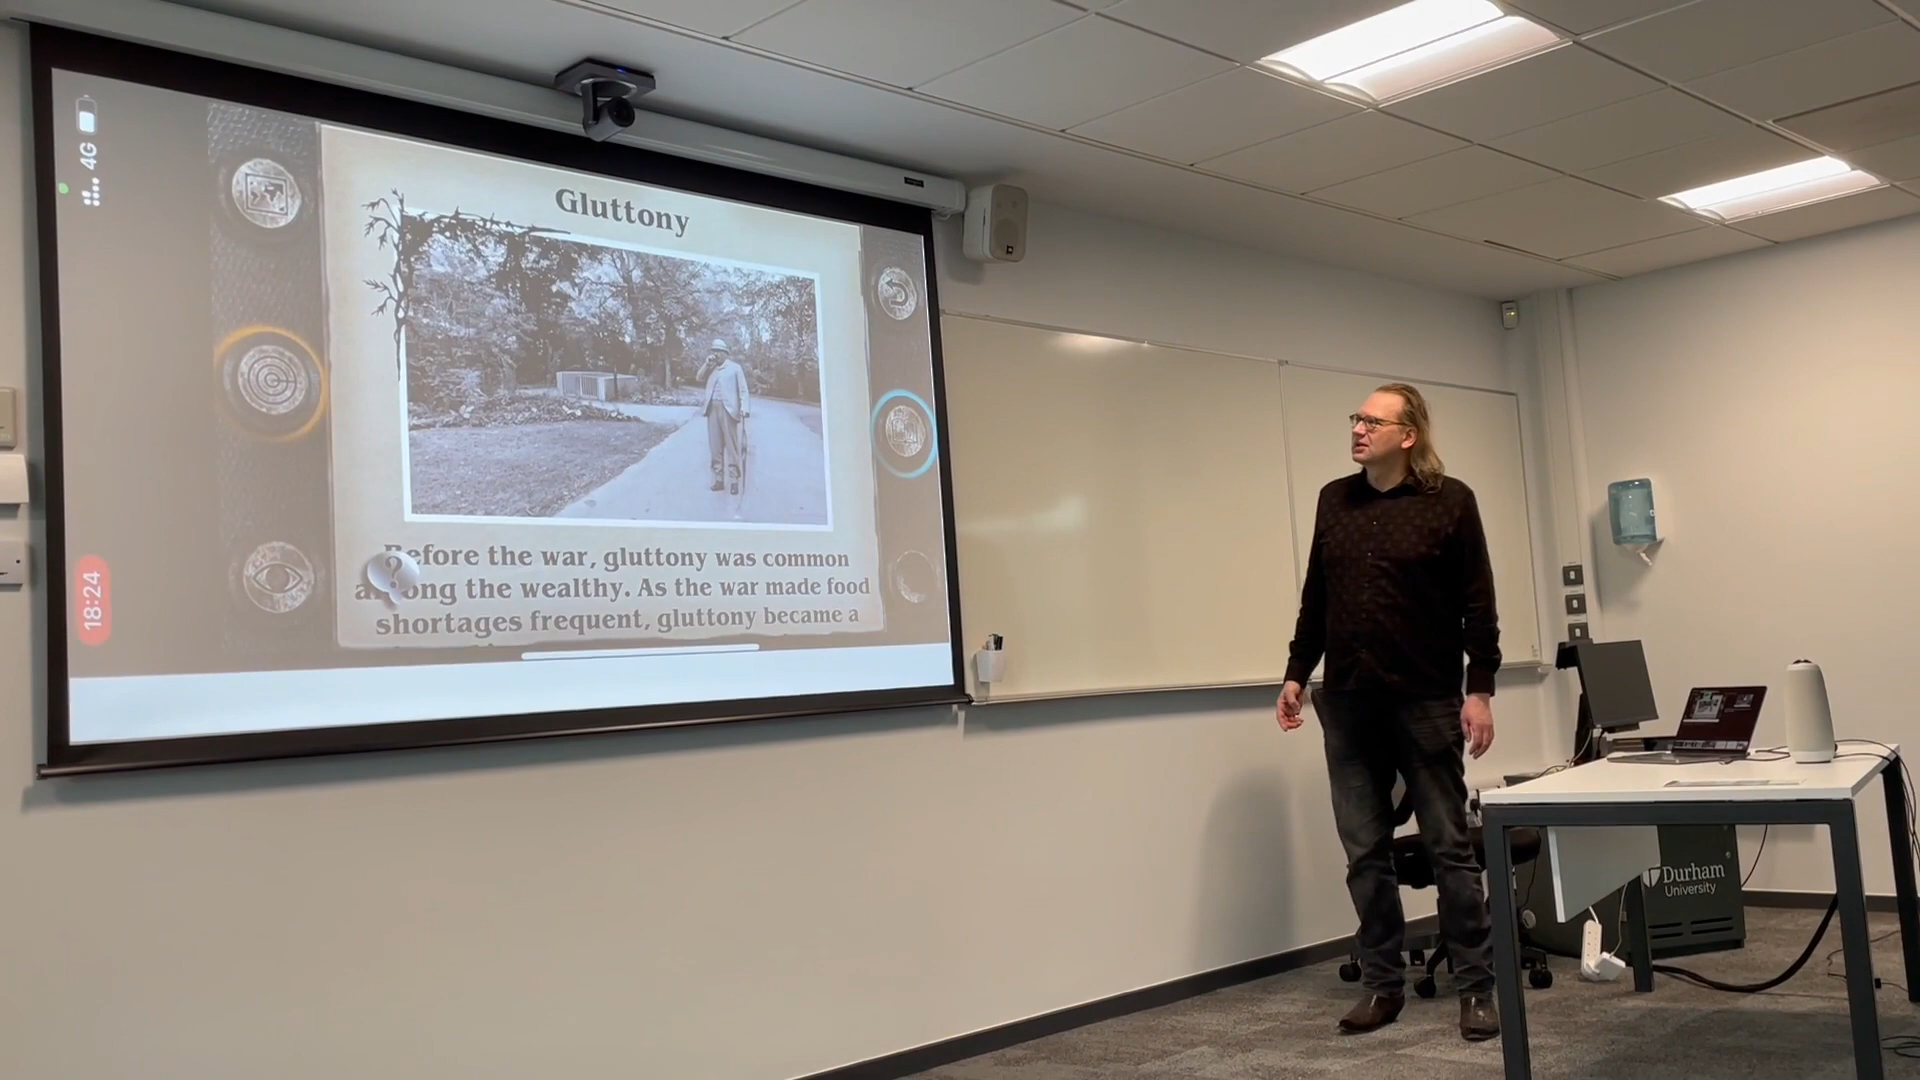 4G
18:24
Gluttony
Before the war, gluttony was common
among the wealthy. As the war made food
shortages frequent, gluttony became a
?
Durham
University